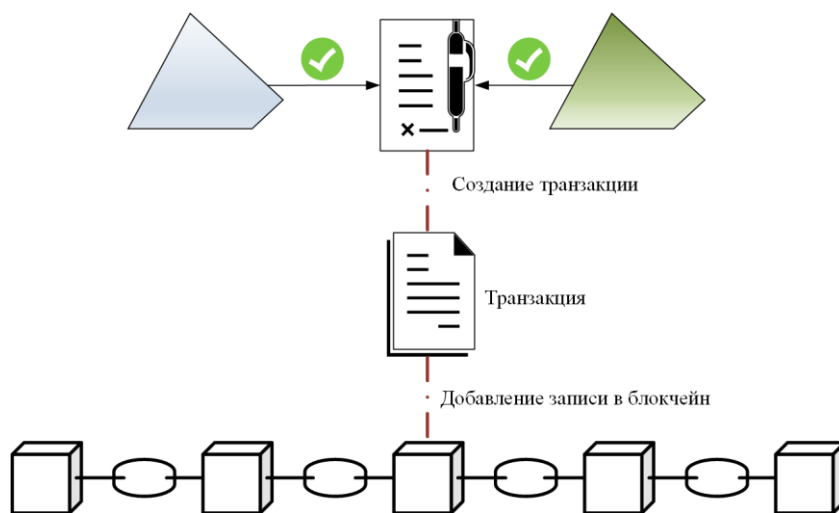 Создание транзакции
Транзакция
Добавление записи в блокчейн